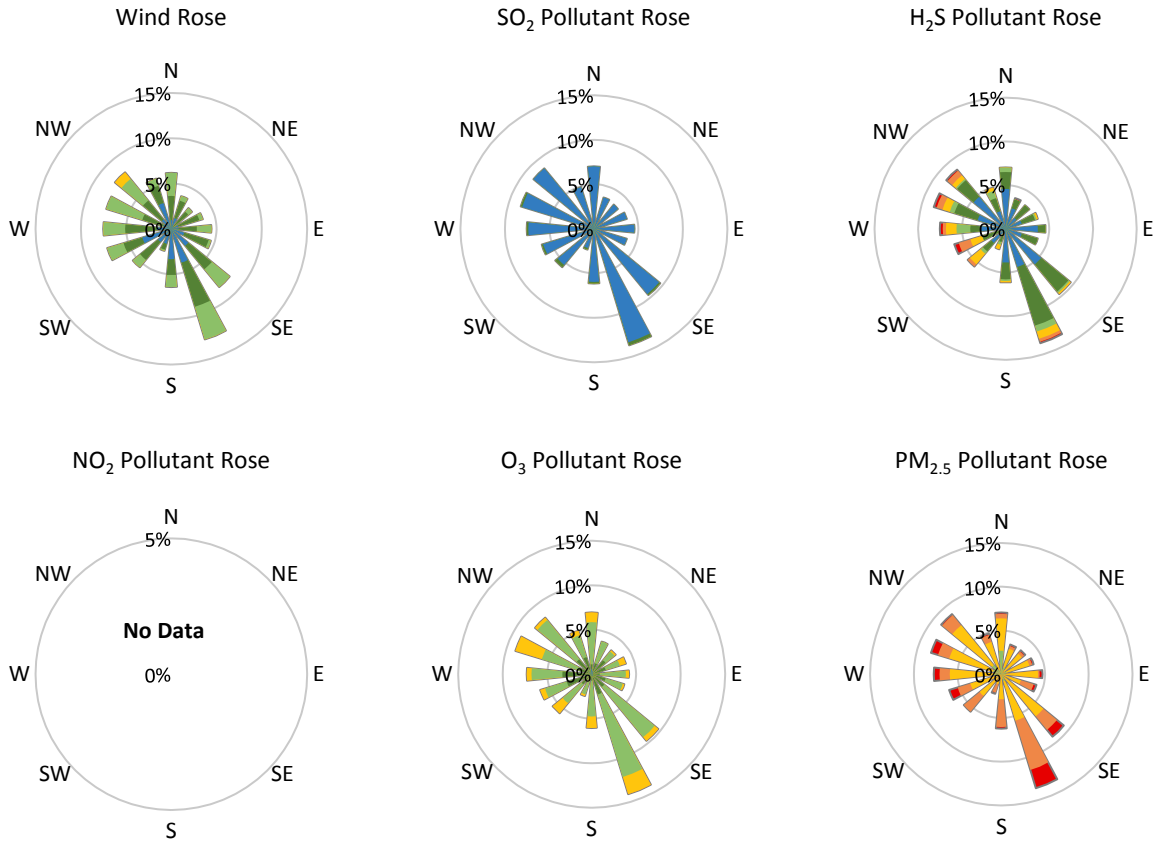 Wind Rose
N
15%
NW
NE
10%
5%
W
0%
E
SW
SE
S
SO₂ Pollutant Rose
N
15%
NW
NE
10%
5%
W
0%
E
SW
SE
S
H₂S Pollutant Rose
N
15%
NW
NE
10%
5%
W
0%
E
SW
SE
S
NO₂ Pollutant Rose
N
5%
NW
NE
No Data
W
0%
E
SW
SE
S
O₃ Pollutant Rose
N
15%
NW
NE
10%
5%
W
0%
E
SW
SE
S
PM₂.₅ Pollutant Rose
N
15%
NW
NE
10%
5%
W
0%
E
SW
SE
S